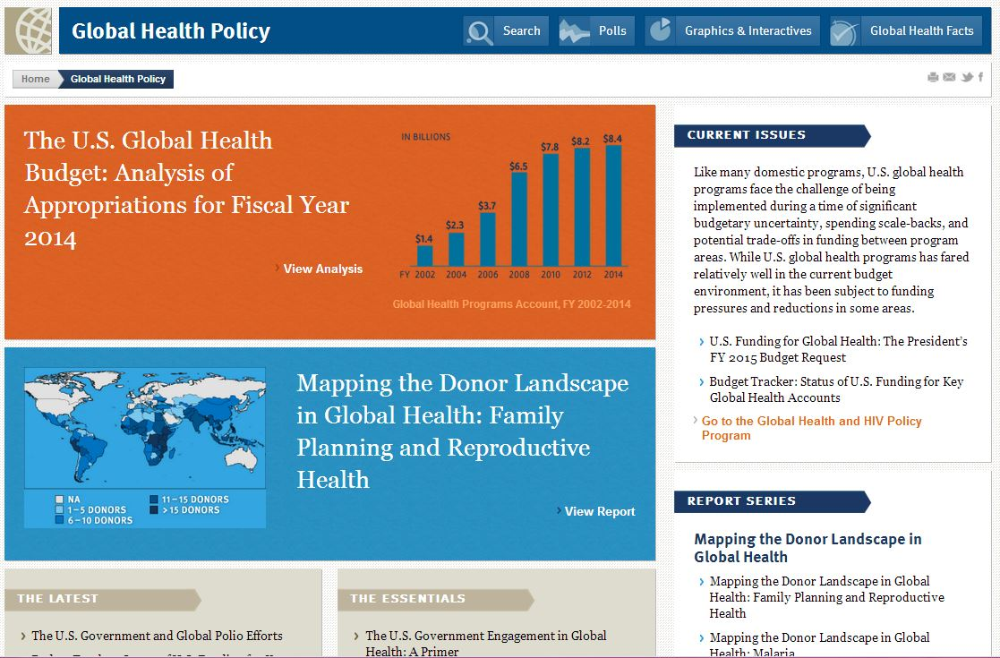 Global Health Policy
Search
Polls
Graphics & Interactives
Global Health Facts
Home
Global Health Policy
The U.S. Global Health
Budget: Analysis of
Appropriations for Fiscal Year
2014
› View Analysis
IN BILLIONS
$1.4
$2.3
$3.7
$6.5
$7.8
$8.2
$8.4
FY 2002 2004 2006 2008 2010 2012 2014
Global Health Programs Account, FY 2002-2014
Mapping the Donor Landscape
in Global Health: Family
Planning and Reproductive
Health
› View Report
NA
1–5 DONORS
6–10 DONORS
11–15 DONORS
>15 DONORS
THE LATEST
› The U.S. Government and Global Polio Efforts
THE ESSENTIALS
› The U.S. Government Engagement in Global
Health: A Primer
CURRENT ISSUES
Like many domestic programs, U.S. global health
programs face the challenge of being
implemented during a time of significant
budgetary uncertainty, spending scale-backs, and
potential trade-offs in funding between program
areas. While U.S. global health programs has fared
relatively well in the current budget
environment, it has been subject to funding
pressures and reductions in some areas.
› U.S. Funding for Global Health: The President's
FY 2015 Budget Request
› Budget Tracker: Status of U.S. Funding for Key
Global Health Accounts
› Go to the Global Health and HIV Policy
Program
REPORT SERIES
Mapping the Donor Landscape in
Global Health
› Mapping the Donor Landscape in Global
Health: Family Planning and Reproductive
Health
› Mapping the Donor Landscape in Global
Health: Malaria